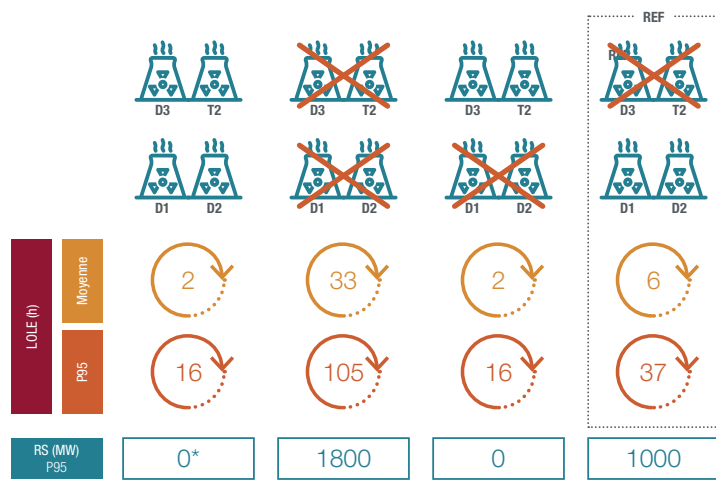 REF
D3 T2
D3 T2
D3 T2
D3 T2
D1 D2
D1 D2
D1 D2
D1 D2
LOLE (h)
Moyenne
2
33
2
6
P95
16
105
16
37
RS (MW)
P95
0*
1800
0
1000